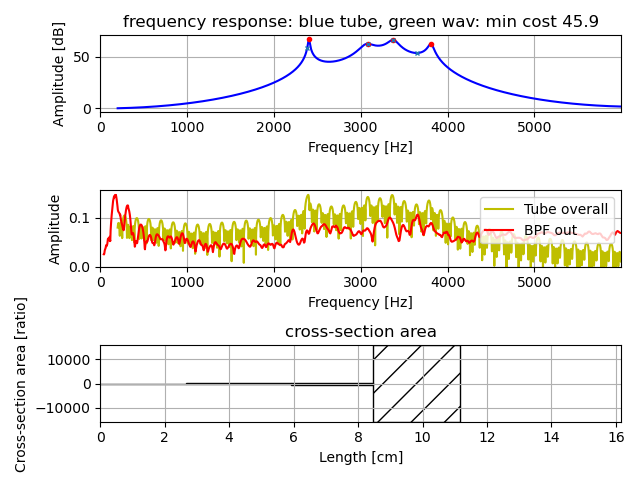 frequency response: blue tube, green wav: min cost 45.9
Amplitude [dB]
50
0
0 1000 2000 3000 4000 5000
Frequency [Hz]
Amplitude
0.1
0.0
Tube overall
BPF out
0 1000 2000 3000 4000 5000
Frequency [Hz]
cross-section area
Cross-section area [ratio]
10000
0
−10000
0 2 4 6 8 10 12 14 16
Length [cm]